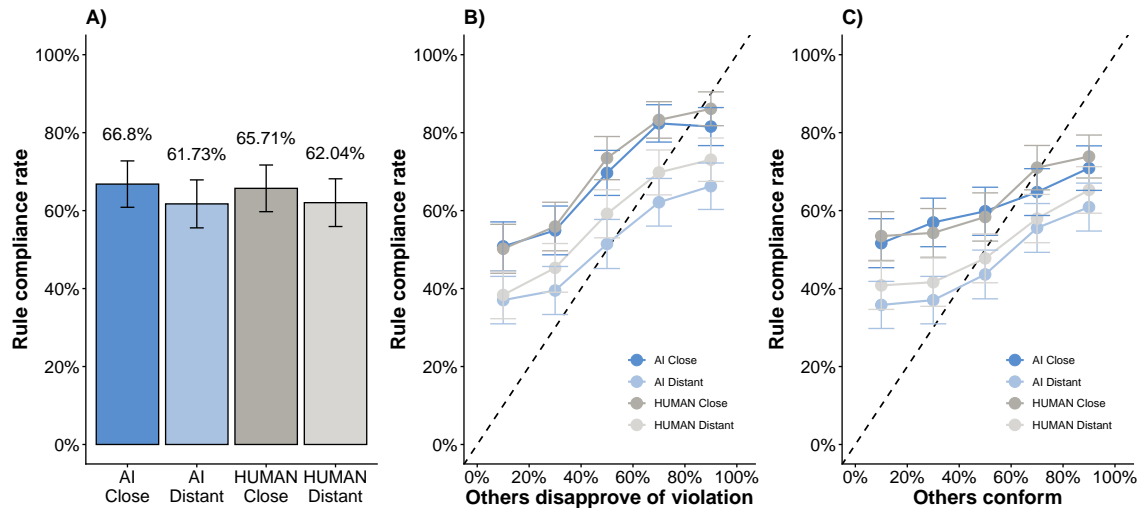 A)
Rule compliance rate
100%
80%
60%
40%
20%
0%
66.8%
61.73%
65.71%
62.04%
AI
Close
AI
Distant
HUMAN
Close
HUMAN
Distant
B)
Rule compliance rate
100%
80%
60%
40%
20%
0%
AI Close
AI Distant
HUMAN Close
HUMAN Distant
0% 20% 40% 60% 80% 100%
Others disapprove of violation
C)
Rule compliance rate
100%
80%
60%
40%
20%
0%
AI Close
AI Distant
HUMAN Close
HUMAN Distant
0% 20% 40% 60% 80% 100%
Others conform